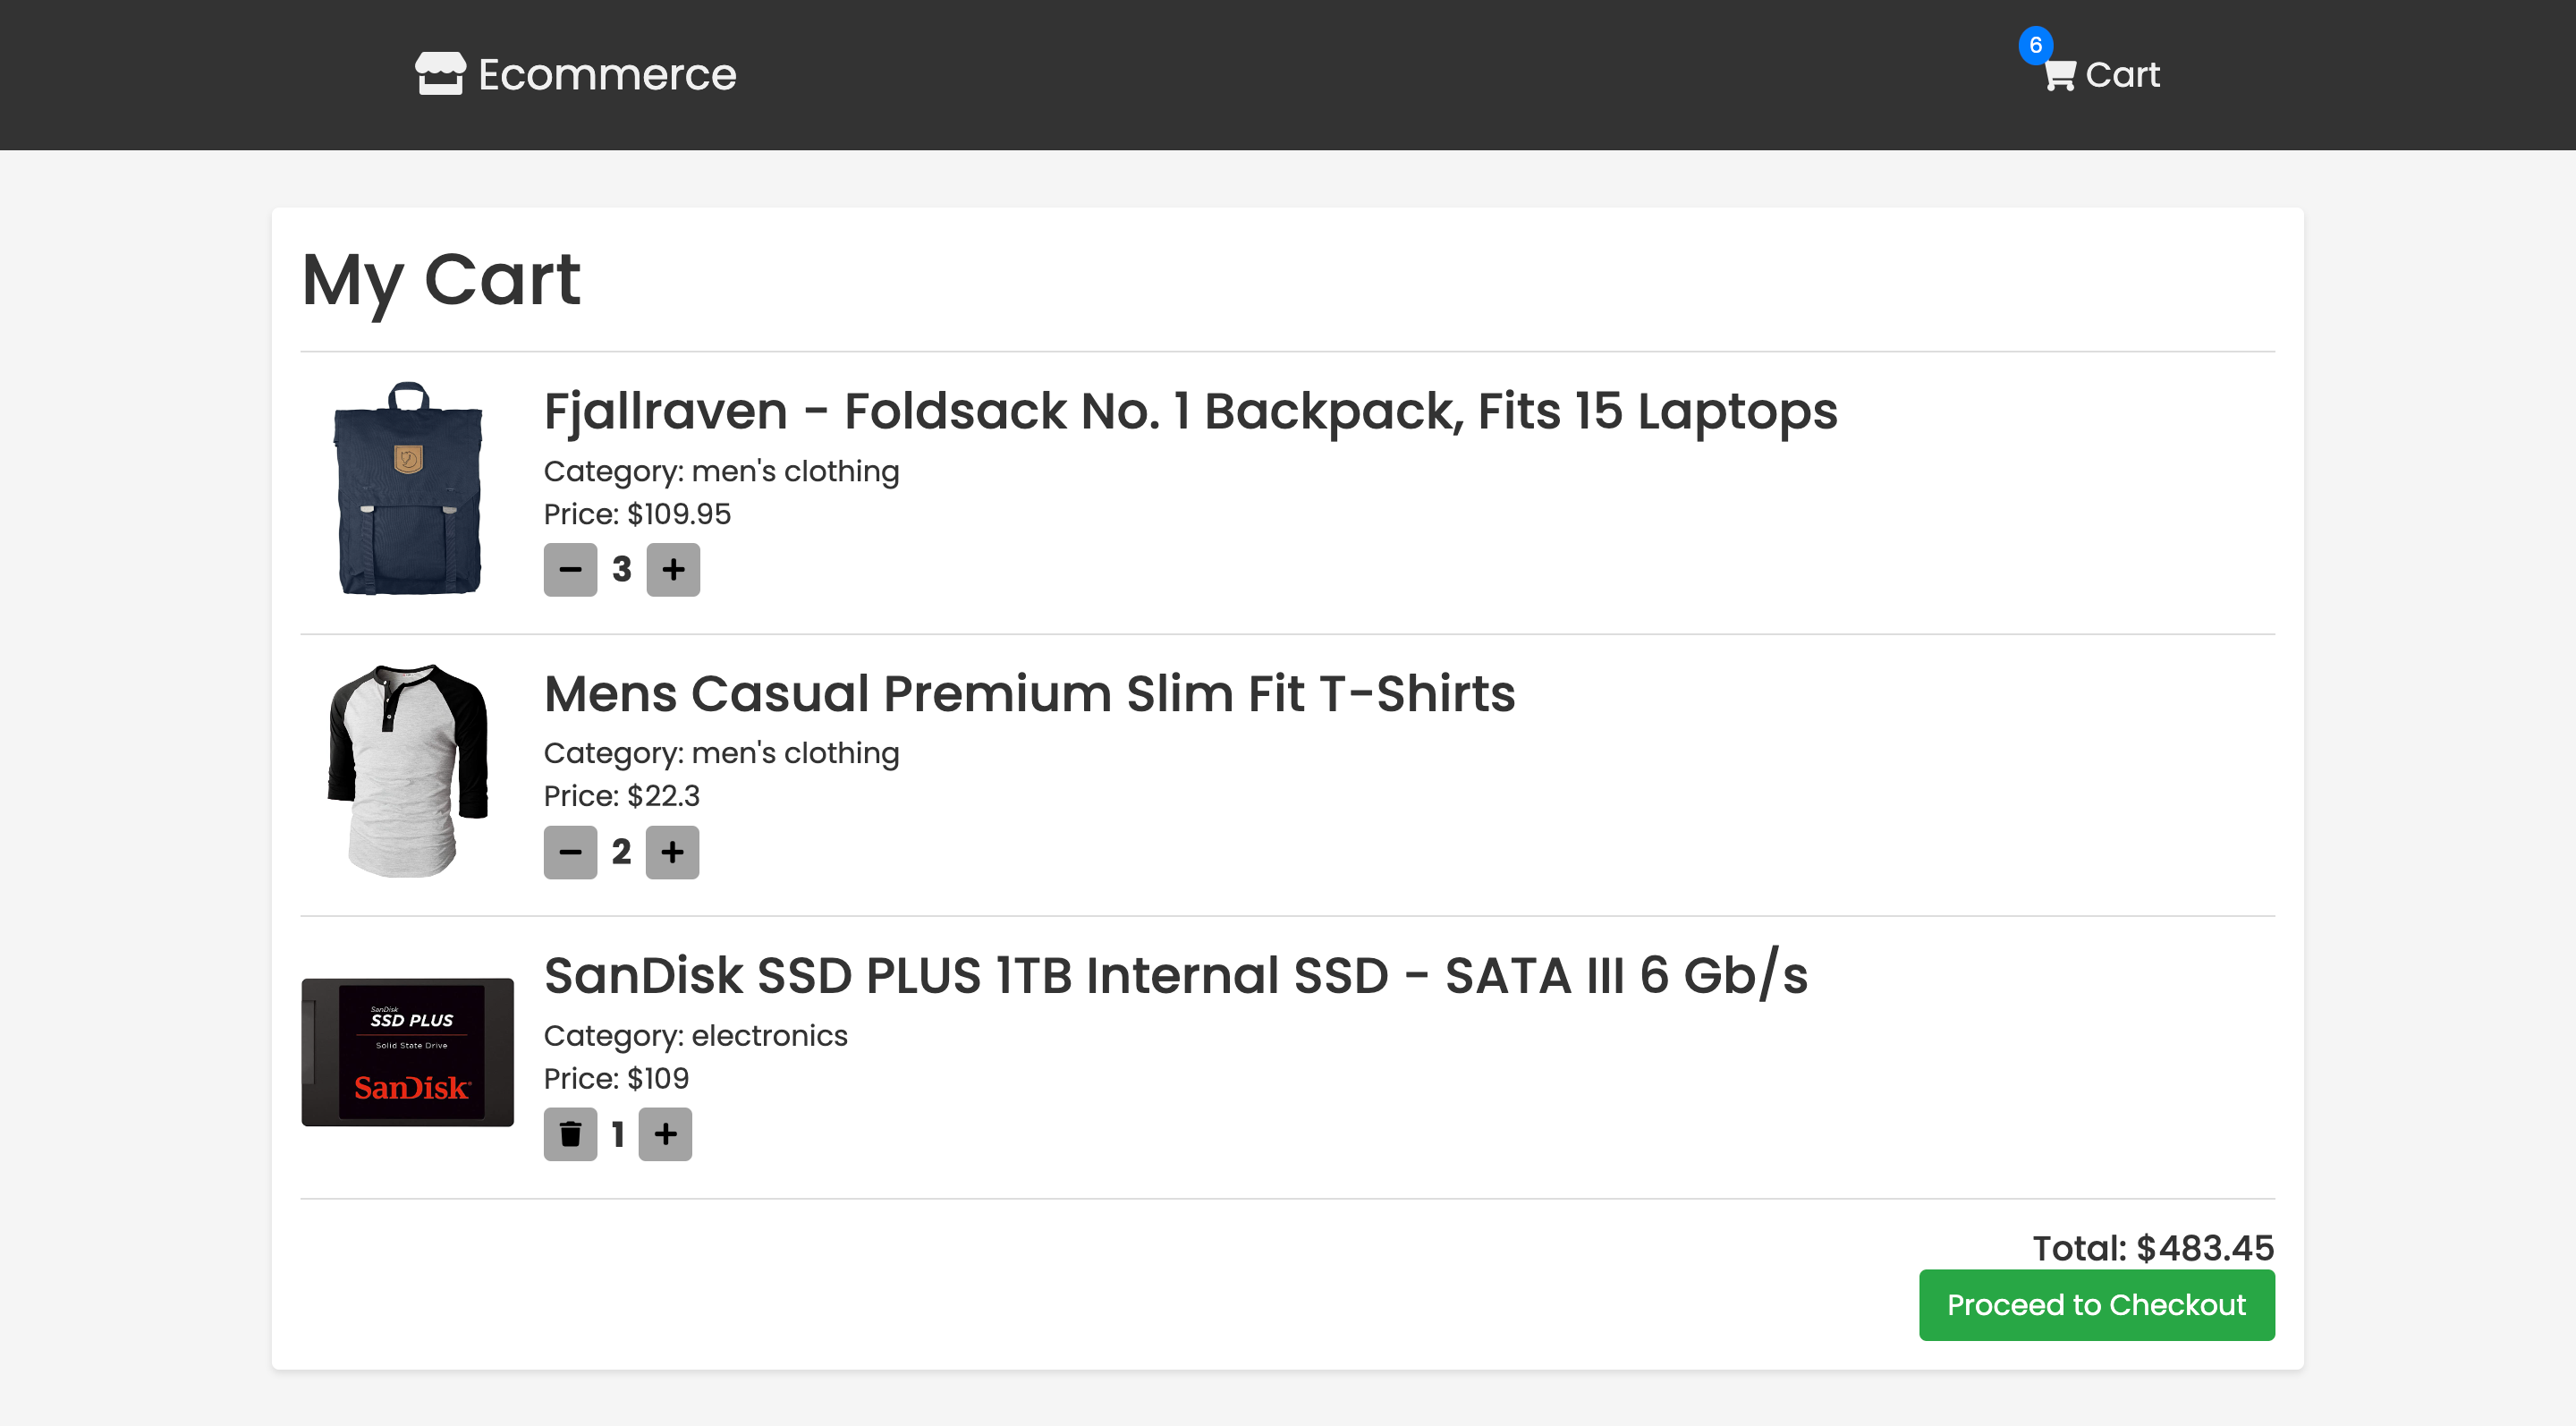 Ecommerce
6
Cart
My Cart
Fjallraven - Foldsack No. 1 Backpack, Fits 15 Laptops
Category: men's clothing
Price: $109.95
3
Mens Casual Premium Slim Fit T-Shirts
Category: men's clothing
Price: $22.3
2
SanDisk
SSD PLUS
Solid State Drive
SanDisk
SanDisk SSD PLUS 1TB Internal SSD - SATA III 6 Gb/s
Category: electronics
Price: $109
1
Total: $483.45
Proceed to Checkout